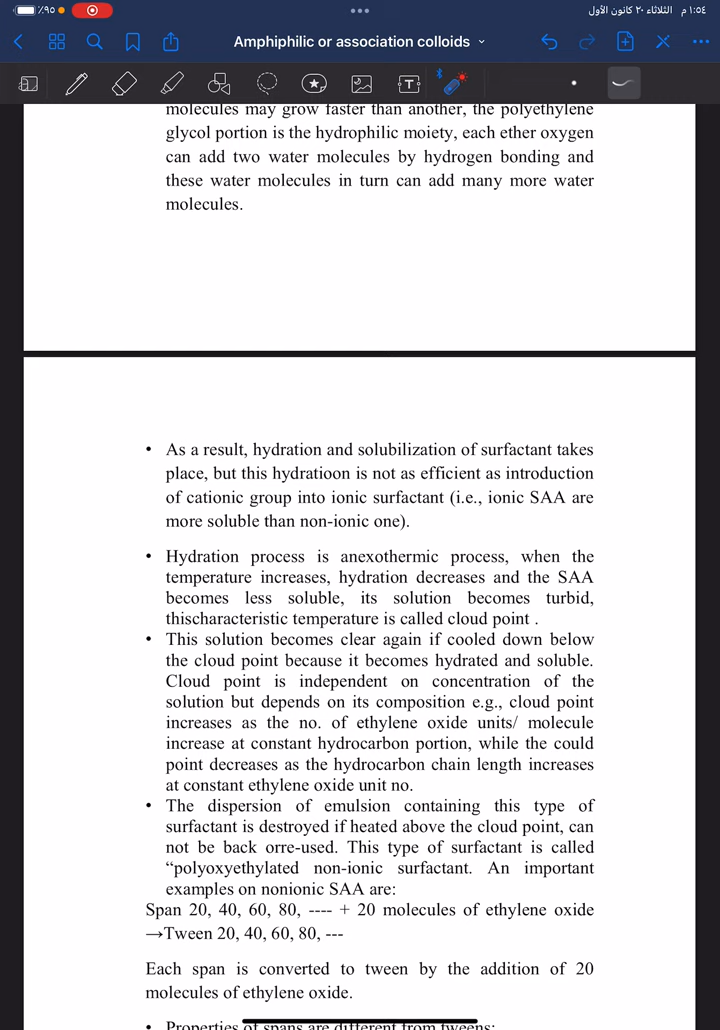 ٪٩٠
١:٥٤ م الثلاثاء ٢٠ كانون الأول
Amphiphilic or association colloids
T
molecules may grow faster than another, the polyethylene
glycol portion is the hydrophilic moiety, each ether oxygen
can add two water molecules by hydrogen bonding and
these water molecules in turn can add many more water
molecules.
• As a result, hydration and solubilization of surfactant takes
place, but this hydratioon is not as efficient as introduction
of cationic group into ionic surfactant (i.e., ionic SAA are
more soluble than non-ionic one).
• Hydration process is anexothermic process, when the
temperature increases, hydration decreases and the SAA
becomes less soluble, its solution becomes turbid,
thischaracteristic temperature is called cloud point .
• This solution becomes clear again if cooled down below
the cloud point because it becomes hydrated and soluble.
Cloud point is independent on concentration of the
solution but depends on its composition e.g., cloud point
increases as the no. of ethylene oxide units/ molecule
increase at constant hydrocarbon portion, while the could
point decreases as the hydrocarbon chain length increases
at constant ethylene oxide unit no.
• The dispersion of emulsion containing this type of
surfactant is destroyed if heated above the cloud point, can
not be back orre-used. This type of surfactant is called
“polyoxyethylated non-ionic surfactant. An important
examples on nonionic SAA are:
Span 20, 40, 60, 80, ---- + 20 molecules of ethylene oxide
→Tween 20, 40, 60, 80, ---
Each span is converted to tween by the addition of 20
molecules of ethylene oxide.
• Properties of spans are different from tweens: